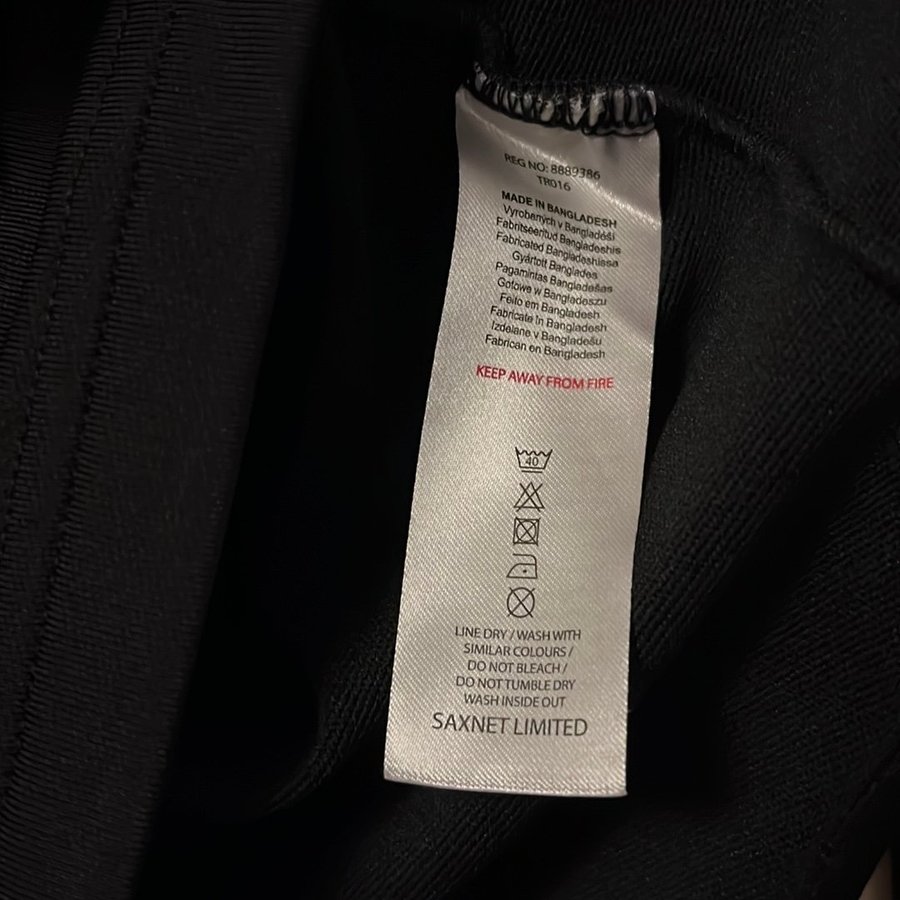 REG NO: 8889386
TR016
MADE IN BANGLADESH
Vyrobených v Bangladéši
Fabritseeritud Bangladeshis
Fabricated Bangladeshissa
Gyártott Banglades
Pagamintas Bangladešas
Gotowe w Bangladeszu
Feito em Bangladesh
Fabricate în Bangladesh
Izdelane v Bangladešu
Fabrican en Bangladesh
KEEP AWAY FROM FIRE
40
LINE DRY / WASH WITH
SIMILAR COLOURS /
DO NOT BLEACH /
DO NOT TUMBLE DRY
WASH INSIDE OUT
SAXNET LIMITED